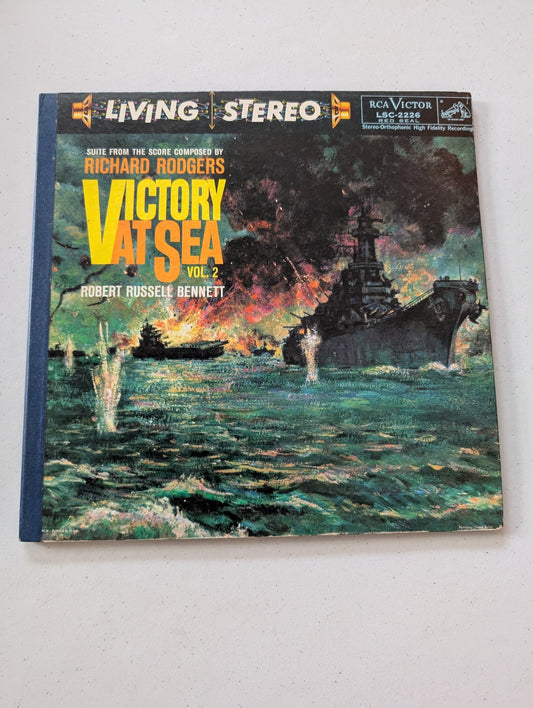 LIVING STEREO
RCA VICTOR
LSC-2226
RED SEAL
Stereo-Orthophonic High Fidelity Recording
SUITE FROM THE SCORE COMPOSED BY
RICHARD RODGERS
VICTORY
AT SEA
VOL. 2
ROBERT RUSSELL BENNETT